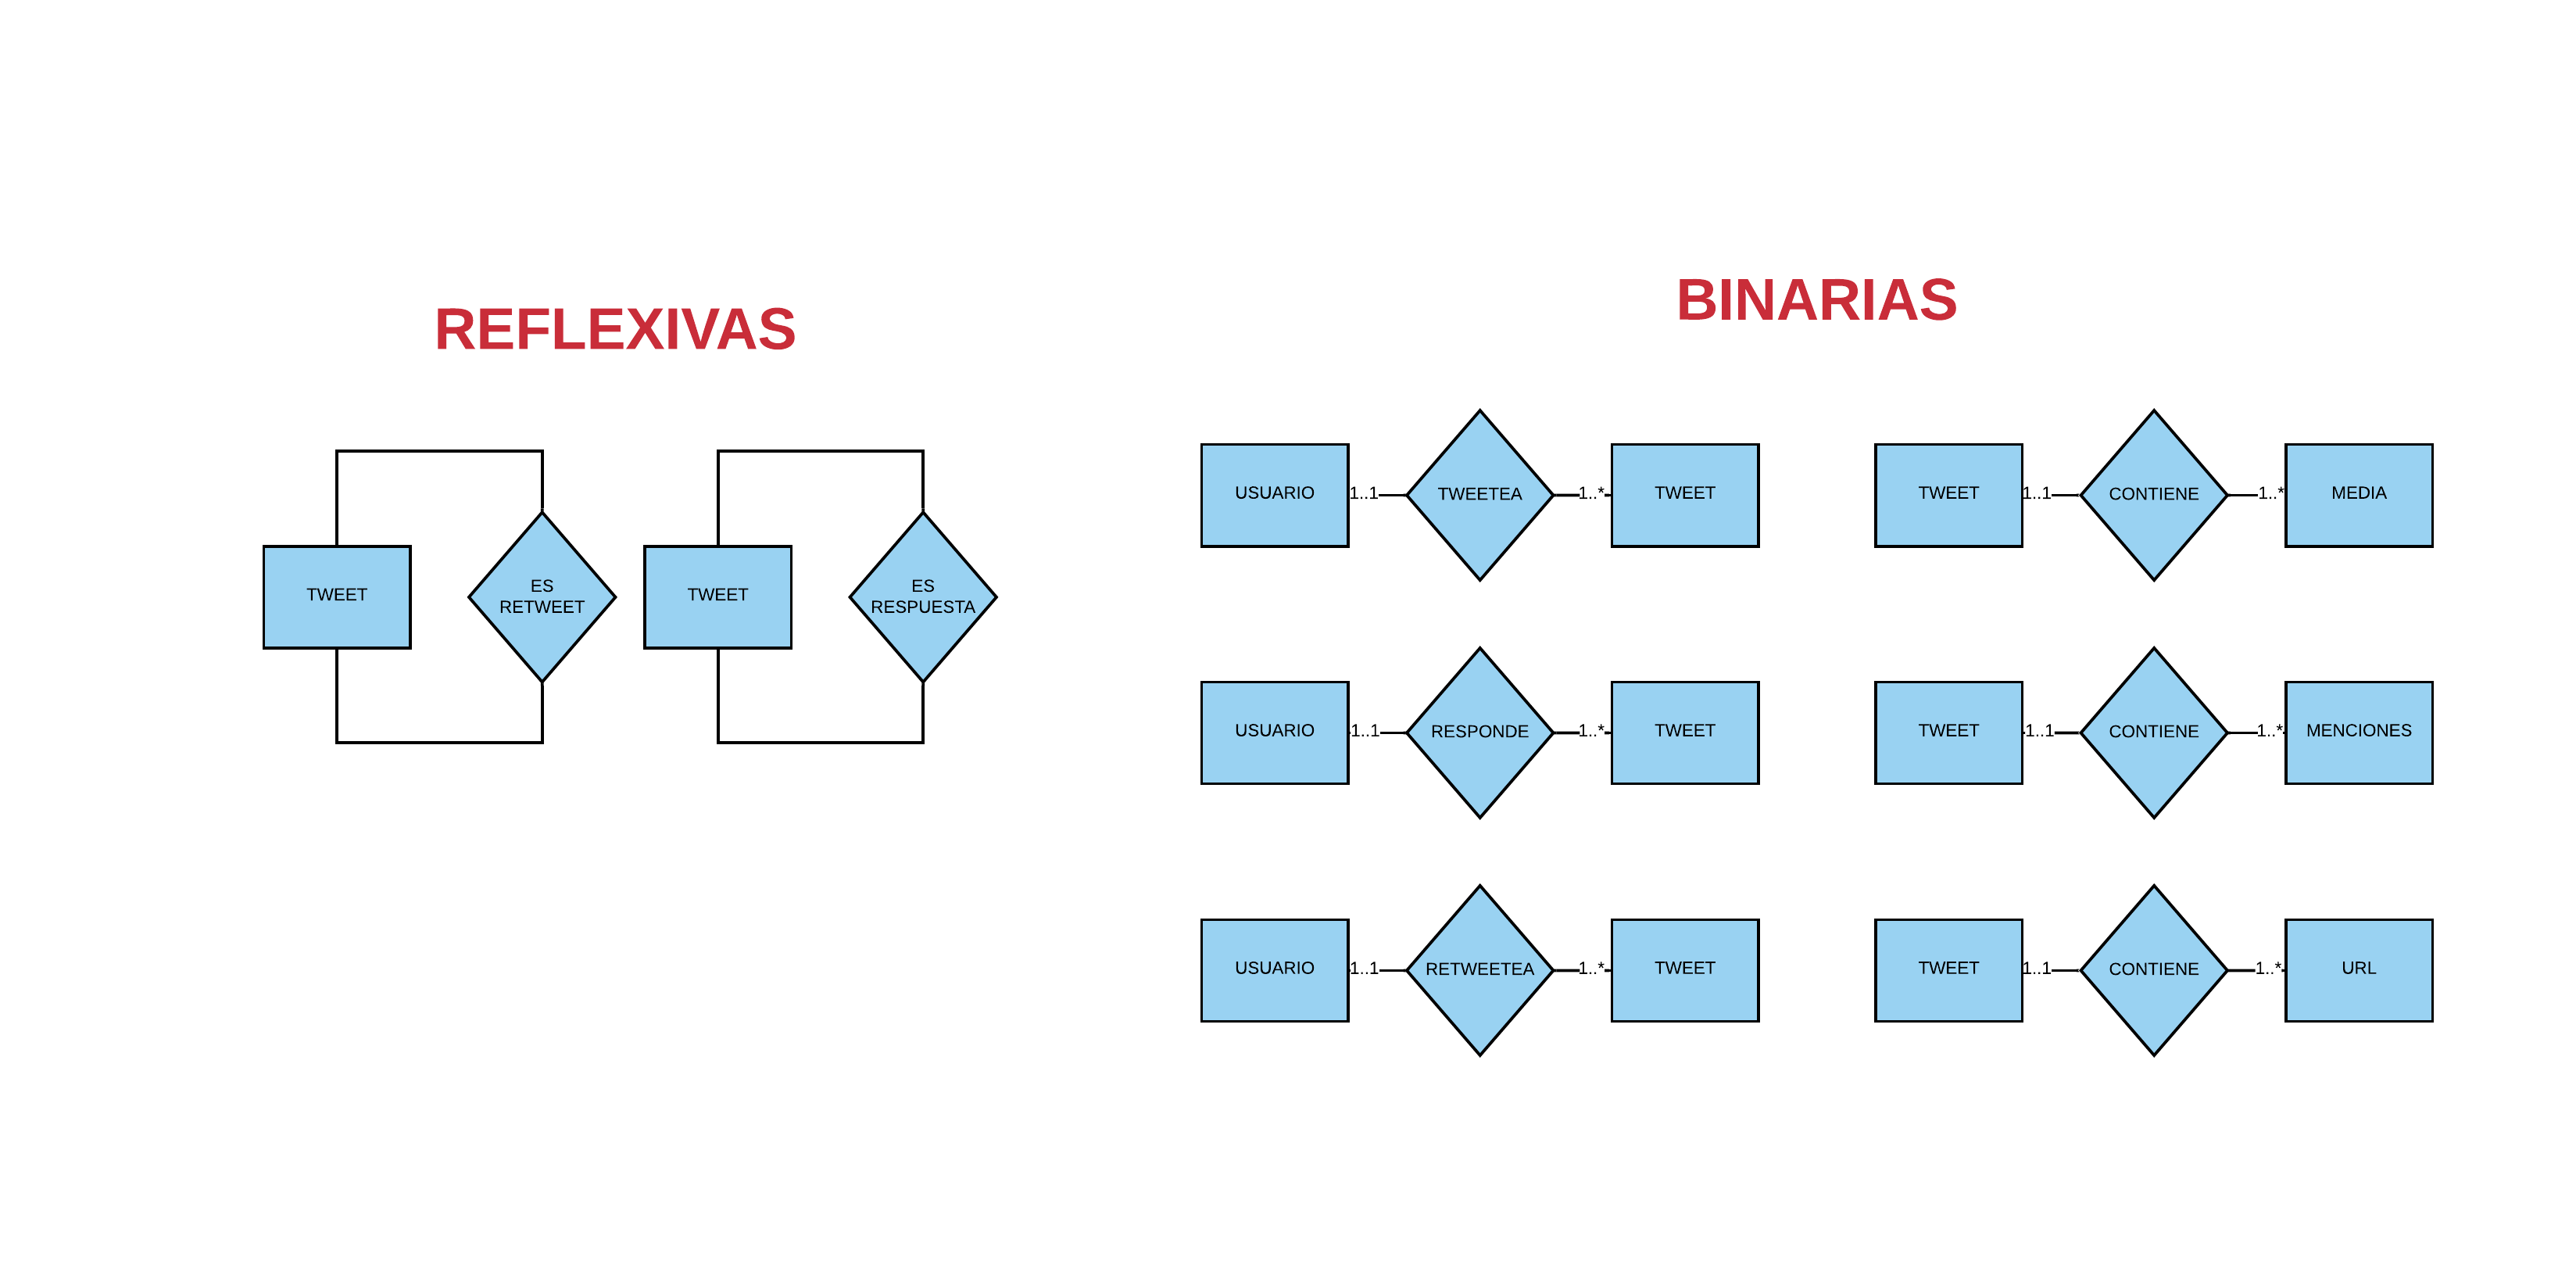 REFLEXIVAS
TWEET
ES
RETWEET
TWEET
ES
RESPUESTA
BINARIAS
USUARIO 1..1 TWEETEA 1..* TWEET
TWEET 1..1 CONTIENE 1..* MEDIA
USUARIO 1..1 RESPONDE 1..* TWEET
TWEET 1..1 CONTIENE 1..* MENCIONES
USUARIO 1..1 RETWEETEA 1..* TWEET
TWEET 1..1 CONTIENE 1..* URL